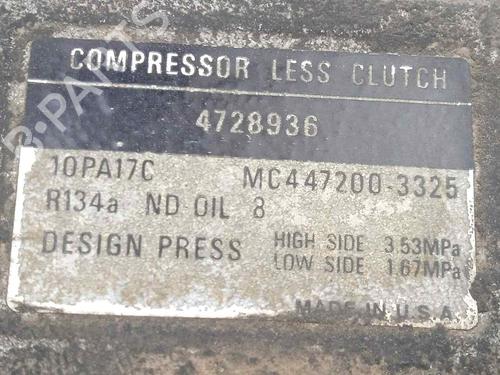 COMPRESSOR LESS CLUTCH
4728936
10PA17C MC447200-3325
R134a ND OIL 8
DESIGN PRESS HIGH SIDE 3.53MPa
LOW SIDE 1.67MPa
MADE IN U.S.A.
B-PARTS